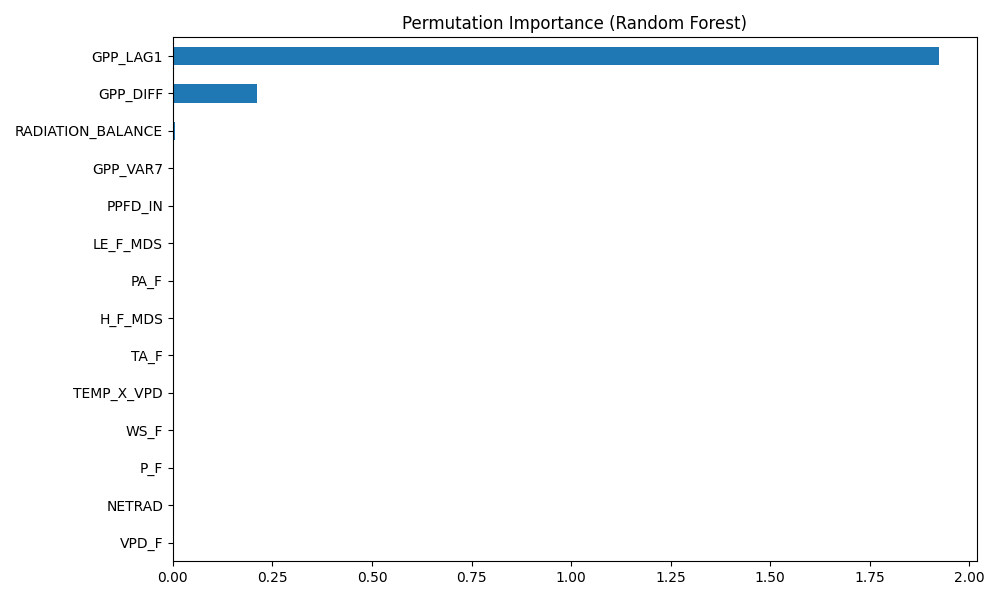 Permutation Importance (Random Forest)
GPP_LAG1
GPP_DIFF
RADIATION_BALANCE
GPP_VAR7
PPFD_IN
LE_F_MDS
PA_F
H_F_MDS
TA_F
TEMP_X_VPD
WS_F
P_F
NETRAD
VPD_F
0.00 0.25 0.50 0.75 1.00 1.25 1.50 1.75 2.00